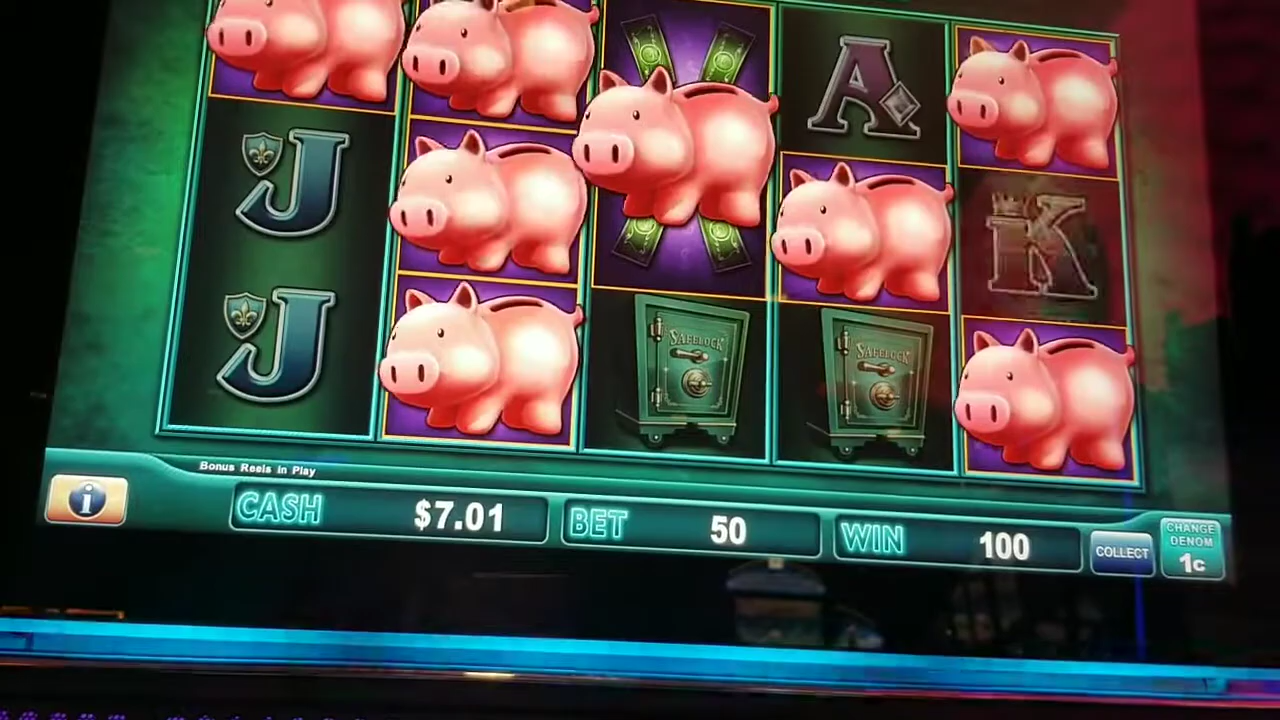 A
J
K
J
SAFELOCK
SAFELOCK
Bonus Reels in Play
i
CASH $7.01
BET 50
WIN 100
COLLECT
CHANGE
DENOM
1c